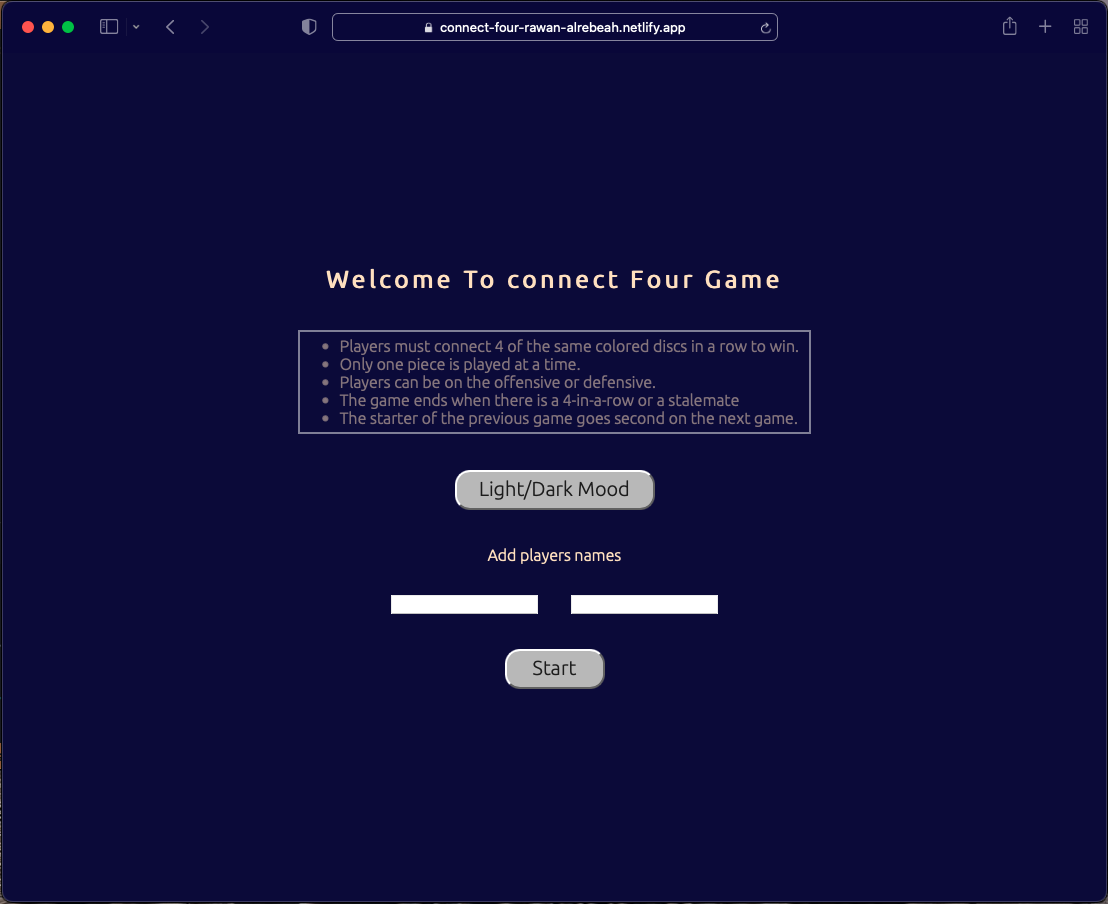 connect-four-rawan-alrebeah.netlify.app
Welcome To connect Four Game
Players must connect 4 of the same colored discs in a row to win.
Only one piece is played at a time.
Players can be on the offensive or defensive.
The game ends when there is a 4-in-a-row or a stalemate
The starter of the previous game goes second on the next game.
Light/Dark Mood
Add players names
Start